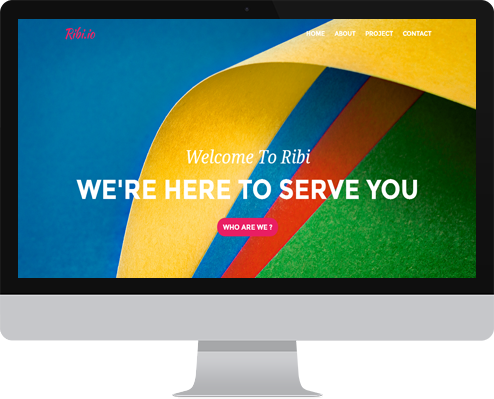 Ribi.io
HOME ABOUT PROJECT CONTACT
Welcome To Ribi
WE'RE HERE TO SERVE YOU
WHO ARE WE ?